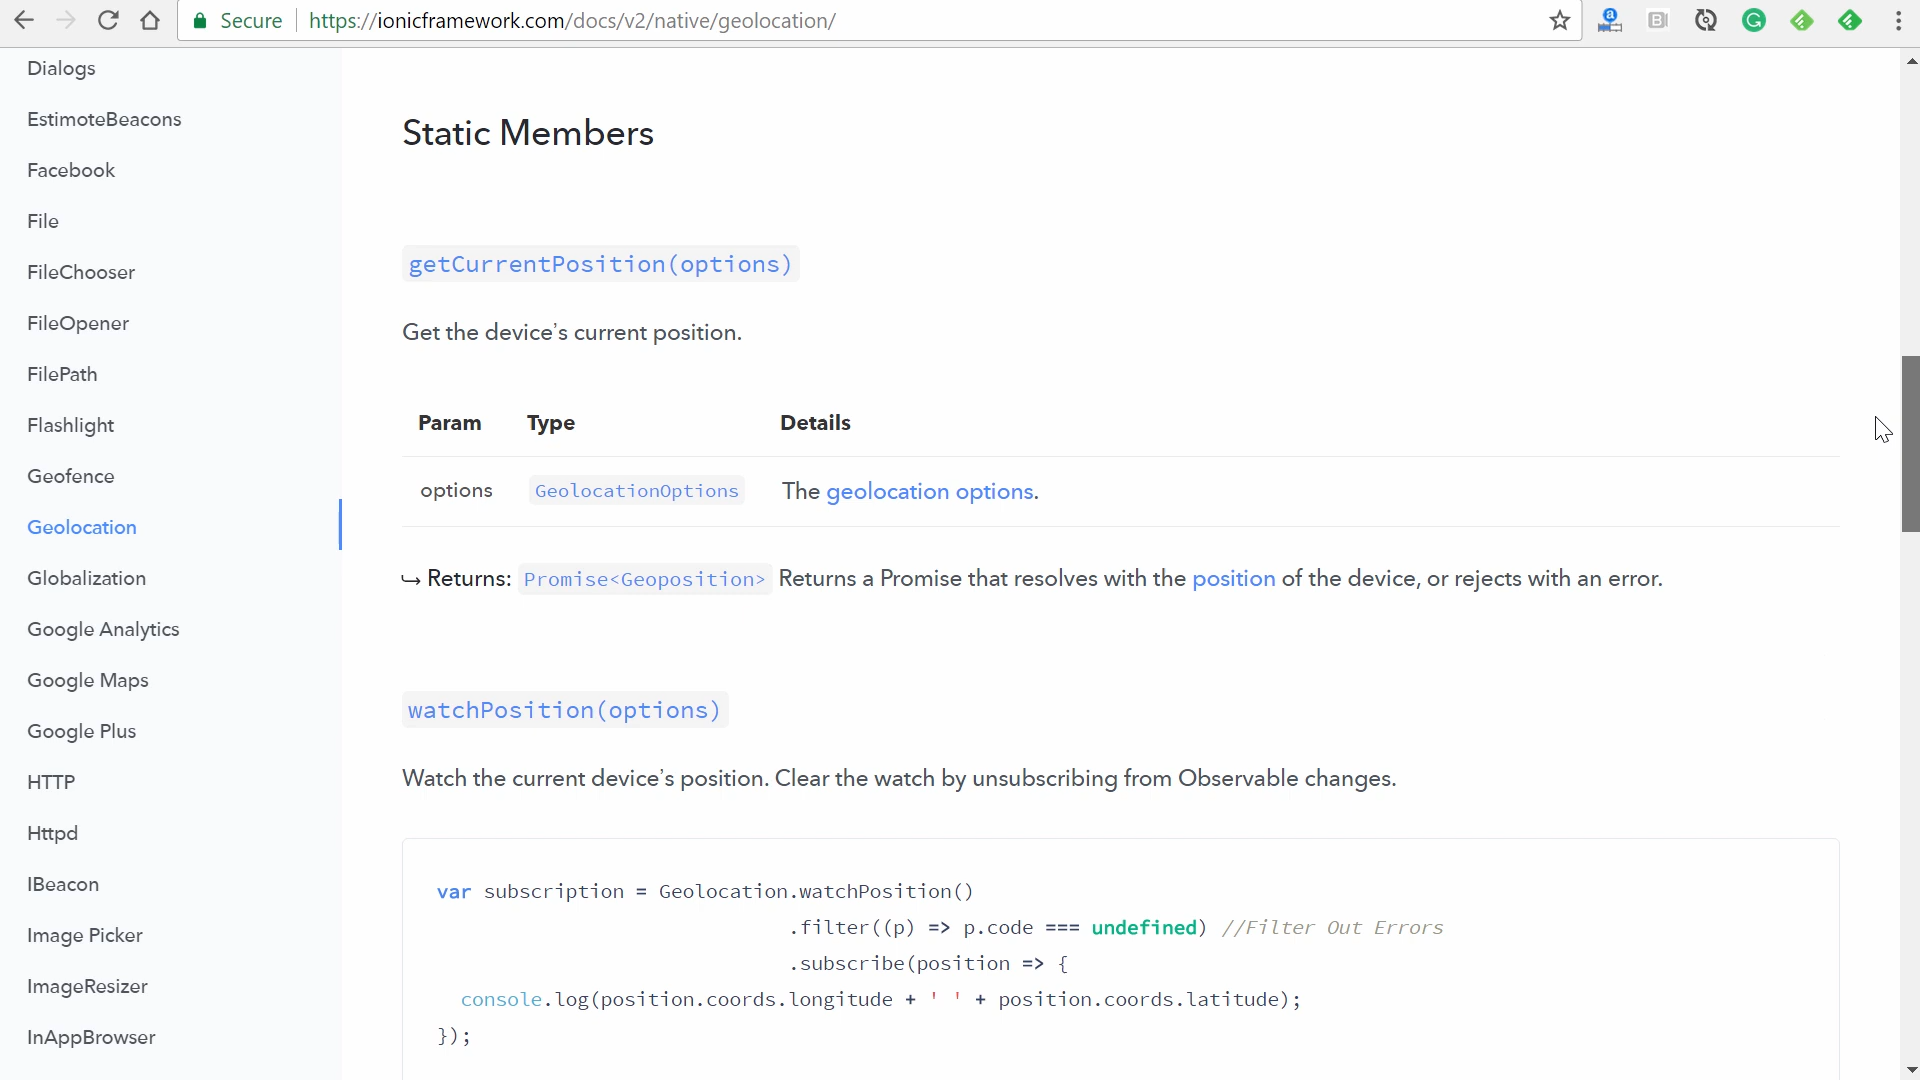 Secure https://ionicframework.com/docs/v2/native/geolocation/
Dialogs
EstimoteBeacons
Facebook
File
FileChooser
FileOpener
FilePath
Flashlight
Geofence
Geolocation
Globalization
Google Analytics
Google Maps
Google Plus
HTTP
Httpd
IBeacon
Image Picker
ImageResizer
InAppBrowser
Static Members
getCurrentPosition(options)
Get the device’s current position.
Param Type Details
options GeolocationOptions The geolocation options.
↪ Returns: Promise<Geoposition> Returns a Promise that resolves with the position of the device, or rejects with an error.
watchPosition(options)
Watch the current device’s position. Clear the watch by unsubscribing from Observable changes.
var subscription = Geolocation.watchPosition()
.filter((p) => p.code === undefined) //Filter Out Errors
.subscribe(position => {
console.log(position.coords.longitude + ' ' + position.coords.latitude);
});